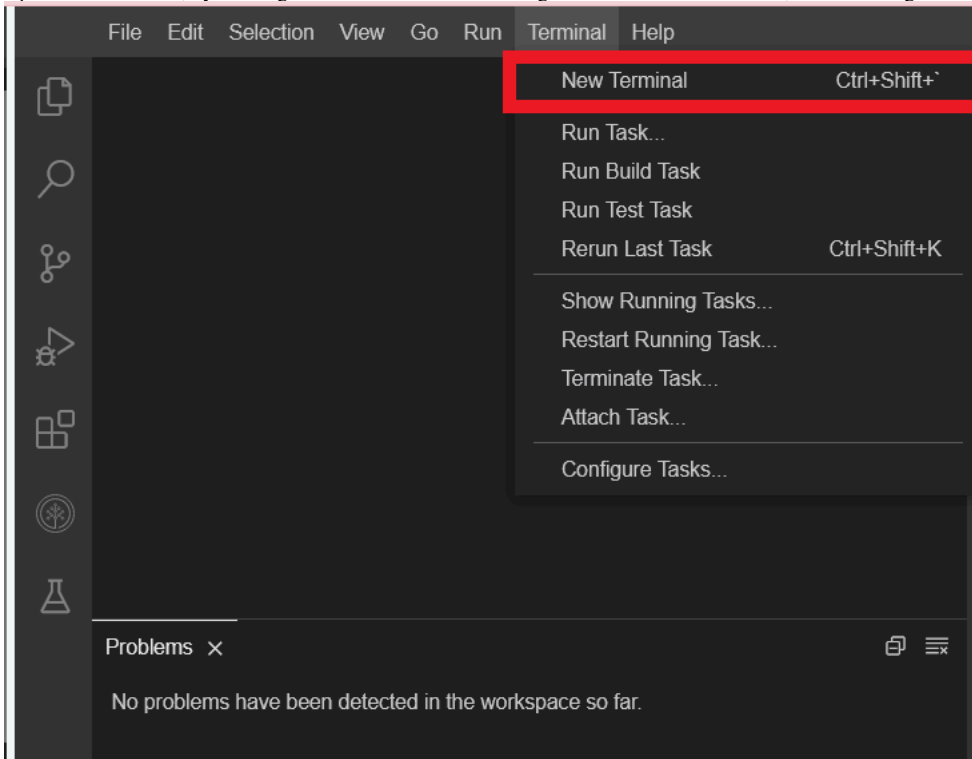 File Edit Selection View Go Run Terminal Help
New Terminal Ctrl+Shift+`
Run Task...
Run Build Task
Run Test Task
Rerun Last Task Ctrl+Shift+K
Show Running Tasks...
Restart Running Task...
Terminate Task...
Attach Task...
Configure Tasks...
Problems
No problems have been detected in the workspace so far.